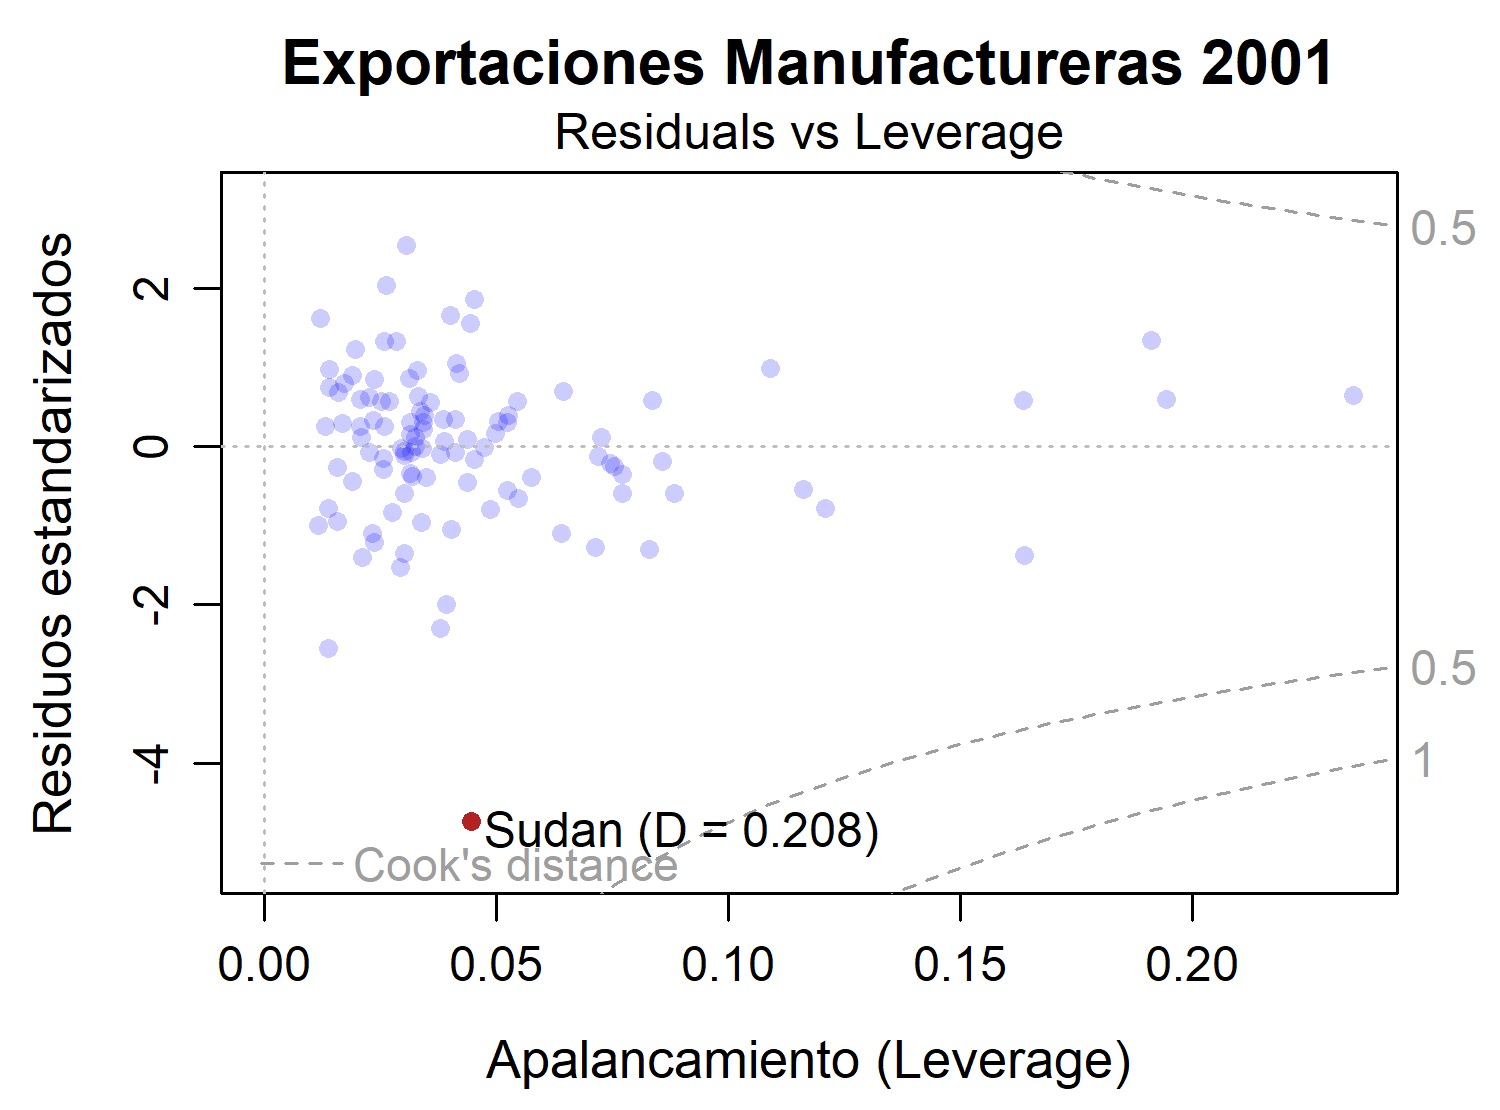 Exportaciones Manufactureras 2001
Residuals vs Leverage
Residuos estandarizados
2
0
-2
-4
0.5
0.5
1
Sudan (D = 0.208)
Cook's distance
0.00 0.05 0.10 0.15 0.20
Apalancamiento (Leverage)